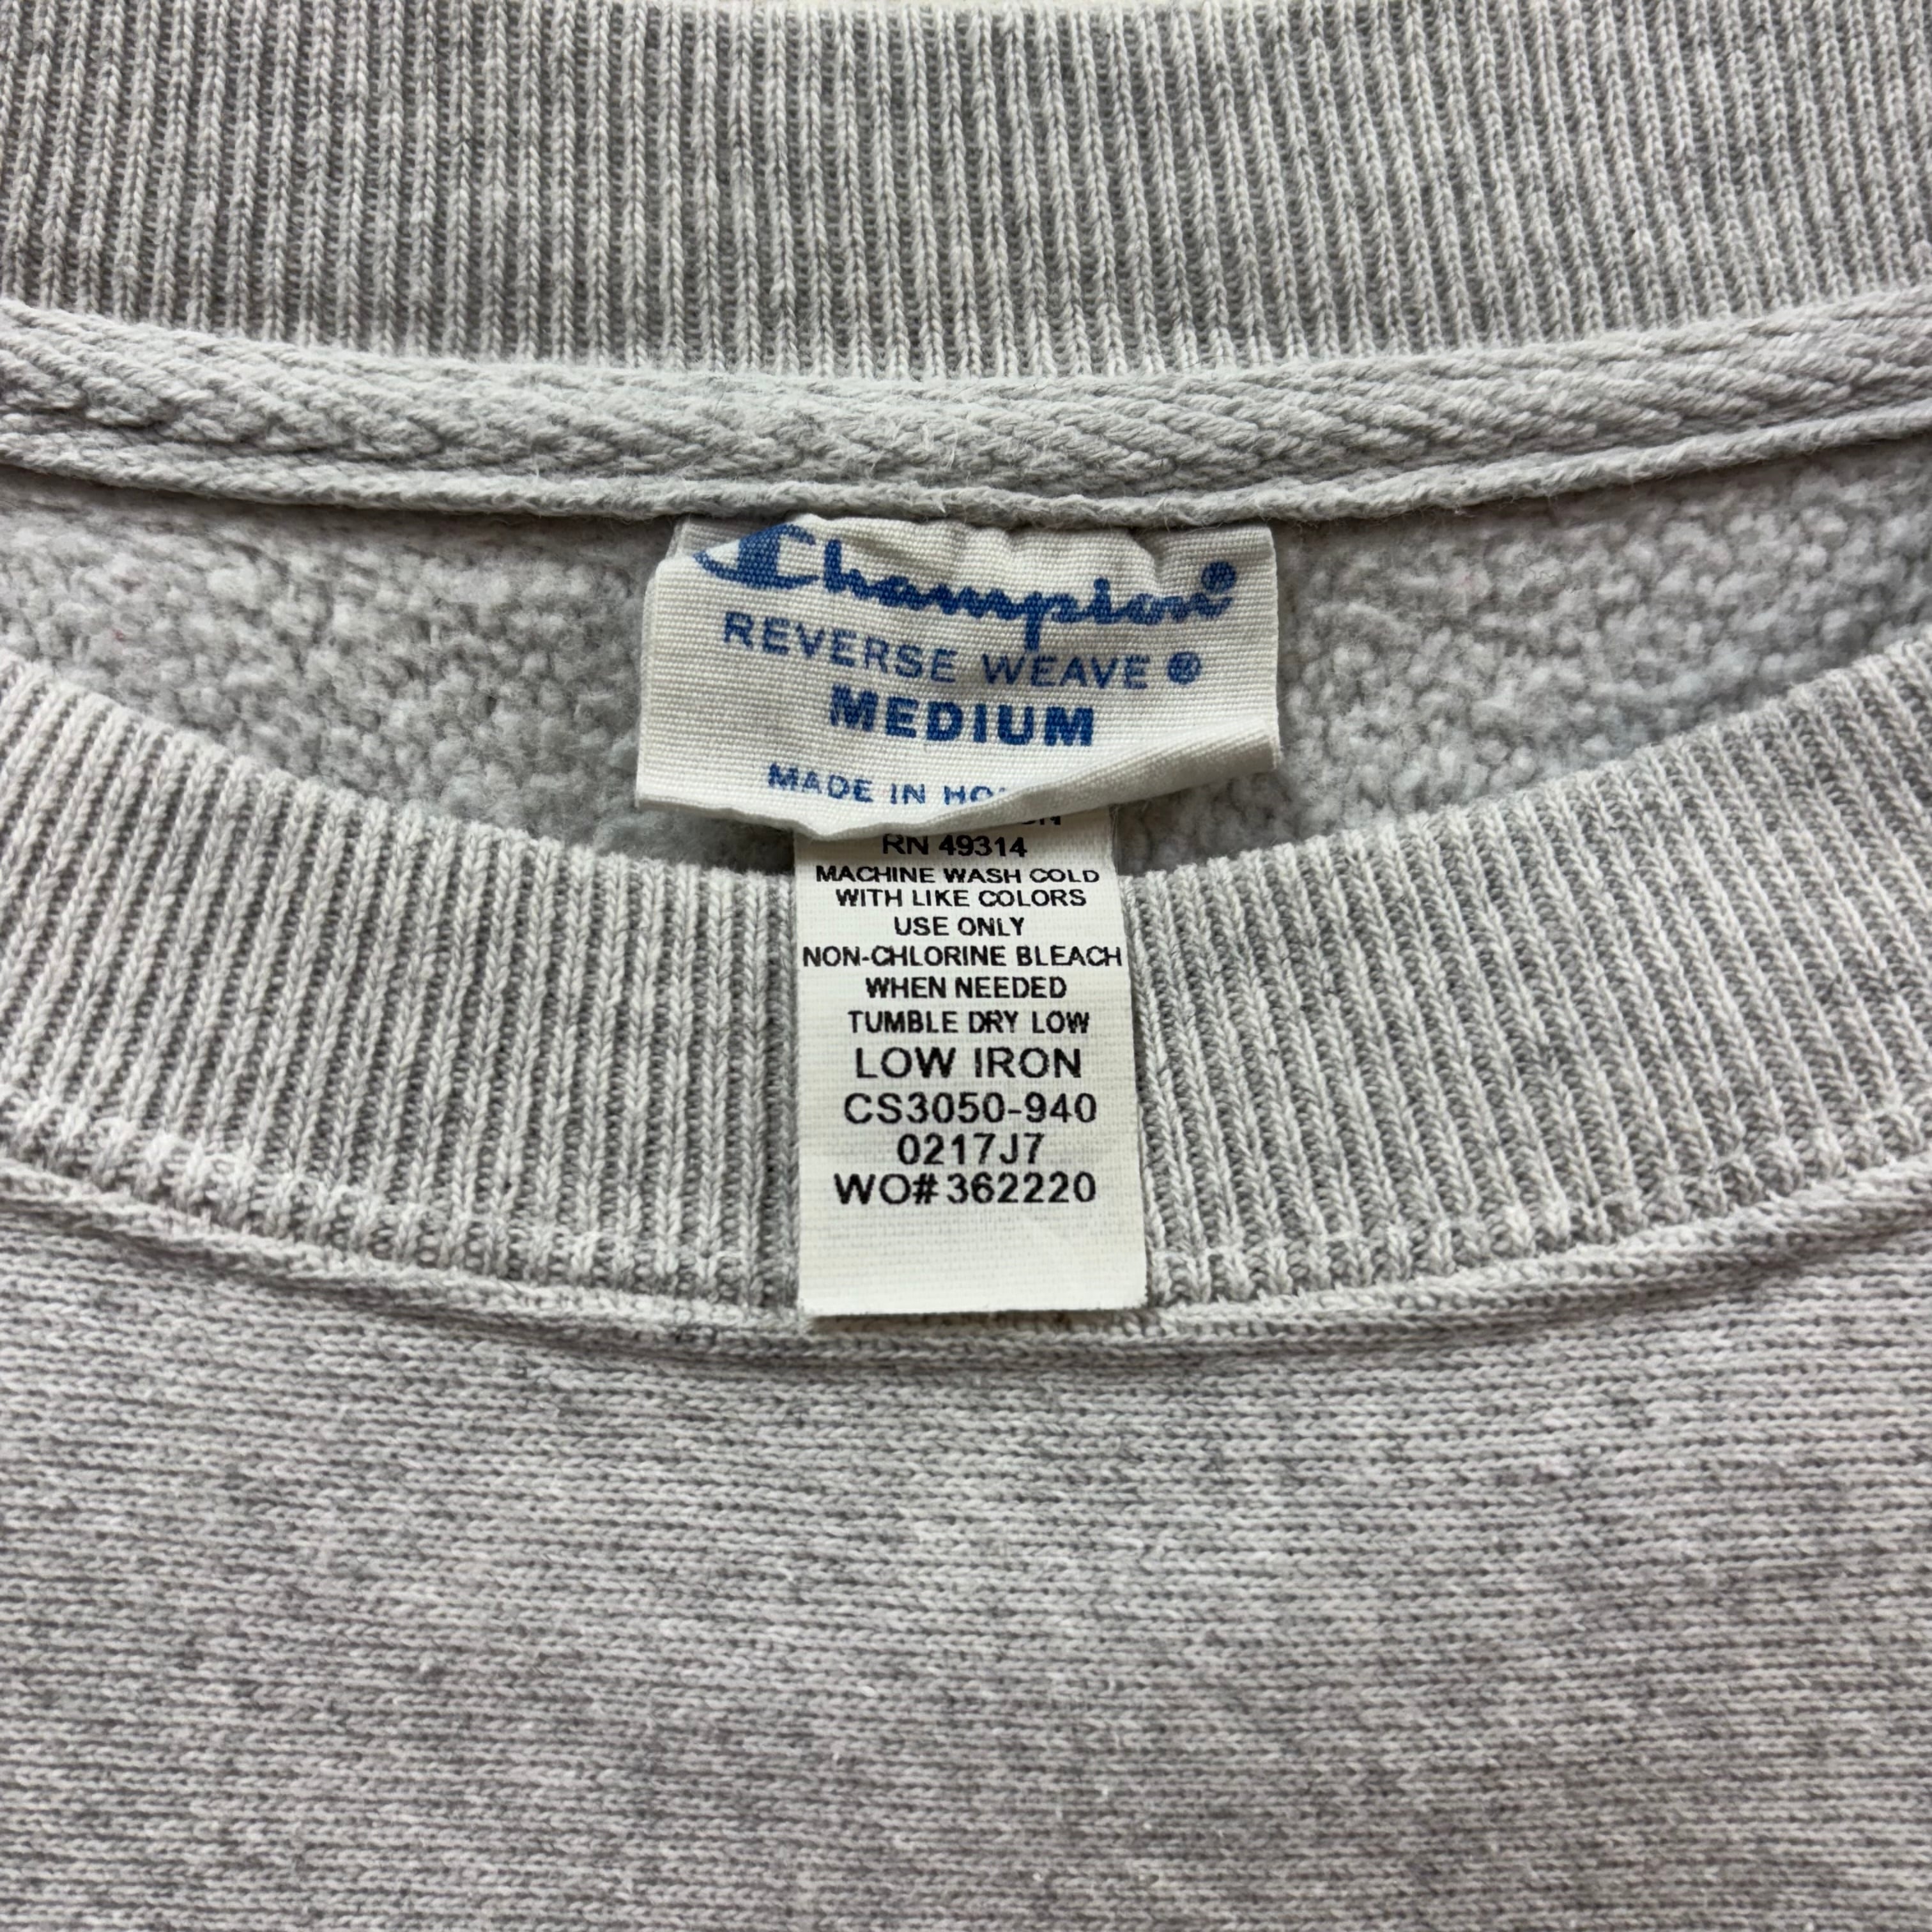 Champion®
REVERSE WEAVE ®
MEDIUM
MADE IN
RN 49314
MACHINE WASH COLD
WITH LIKE COLORS
USE ONLY
NON-CHLORINE BLEACH
WHEN NEEDED
TUMBLE DRY LOW
LOW IRON
CS3050-940
0217J7
WO#362220